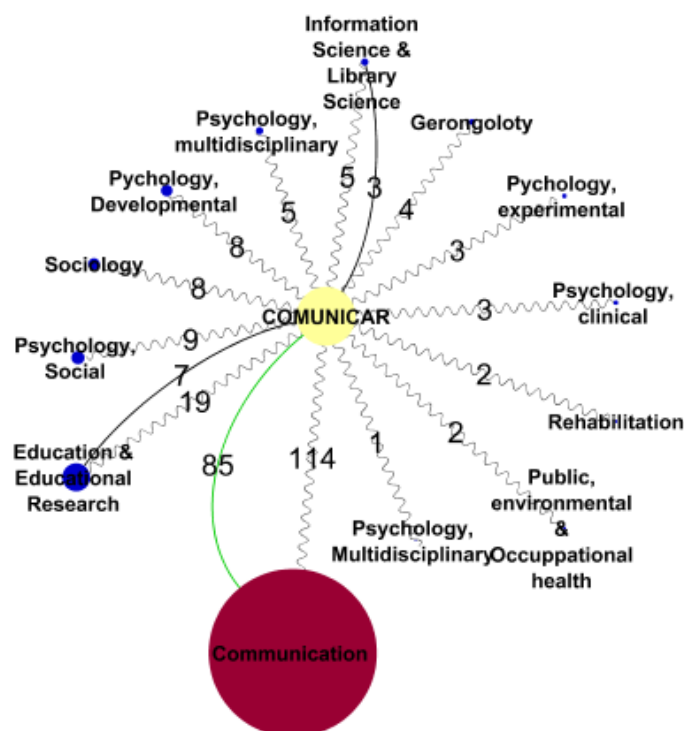 Information
Science &
Library
Science
Psychology,
multidisciplinary
Gerongoloty
Pychology,
Developmental
Pychology,
experimental
5
3
5
4
8
3
Sociology
8
Psychology,
clinical
3
COMUNICAR
Psychology,
Social
9
7
19
2
Rehabilitation
2
Education &
Educational
Research
85
114
1
Public,
environmental
&
Occuppational
health
Psychology,
Multidisciplinary
Communication